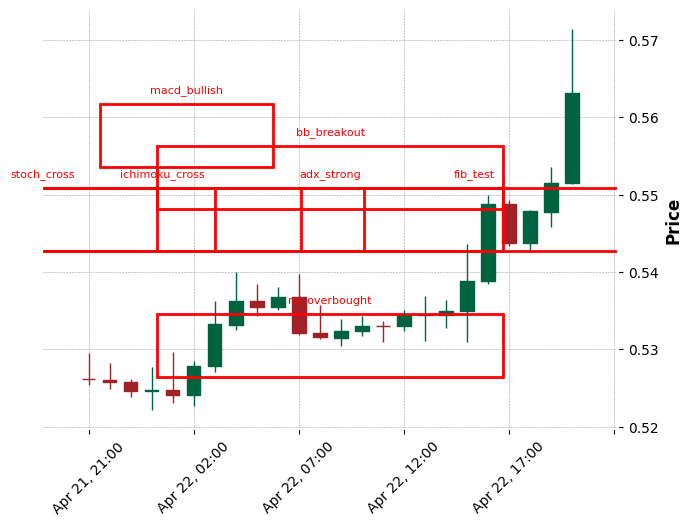 0.57
macd_bullish
0.56
bb_breakout
stoch_cross
ichimoku_cross
adx_strong
fib_test
0.55
Price
0.54
overbought
0.53
0.52
Apr 21, 21:00
Apr 22, 02:00
Apr 22, 07:00
Apr 22, 12:00
Apr 22, 17:00